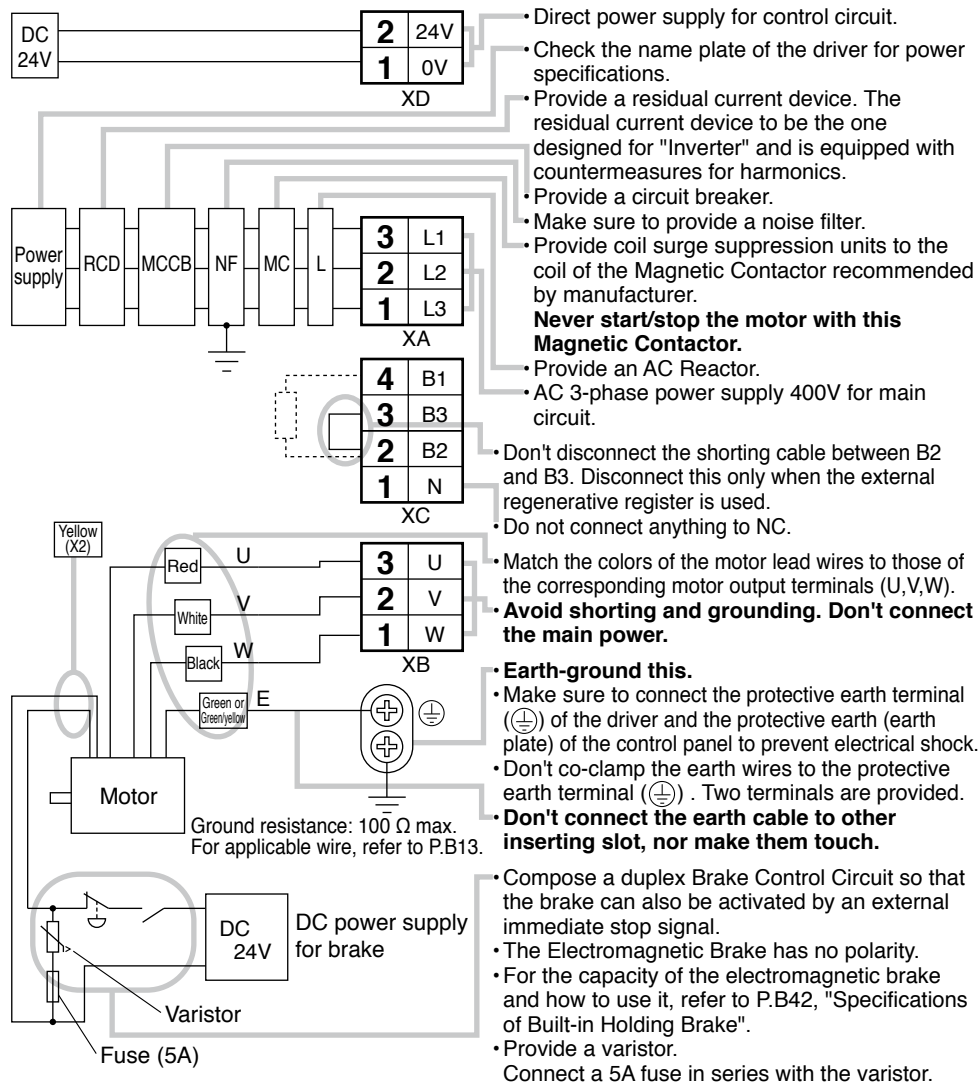 DC
24V
2 24V
1 0V
XD
• Direct power supply for control circuit.
• Check the name plate of the driver for power
specifications.
• Provide a residual current device. The
residual current device to be the one
designed for "Inverter" and is equipped with
countermeasures for harmonics.
• Provide a circuit breaker.
• Make sure to provide a noise filter.
• Provide coil surge suppression units to the
coil of the Magnetic Contactor recommended
by manufacturer.
Never start/stop the motor with this
Magnetic Contactor.
• Provide an AC Reactor.
• AC 3-phase power supply 400V for main
circuit.
Power
supply
RCD
MCCB
NF
MC
L
3 L1
2 L2
1 L3
XA
4 B1
3 B3
2 B2
1 N
XC
• Don't disconnect the shorting cable between B2
and B3. Disconnect this only when the external
regenerative register is used.
• Do not connect anything to NC.
Yellow
(X2)
Red U
White V
Black W
Green or
Green/yellow
E
3 U
2 V
1 W
XB
• Match the colors of the motor lead wires to those of
the corresponding motor output terminals (U,V,W).
• Avoid shorting and grounding. Don't connect
the main power.
• Earth-ground this.
• Make sure to connect the protective earth terminal
( ) of the driver and the protective earth (earth
plate) of the control panel to prevent electrical shock.
• Don't co-clamp the earth wires to the protective
earth terminal ( ) . Two terminals are provided.
• Don't connect the earth cable to other
inserting slot, nor make them touch.
Motor
Ground resistance: 100 Ω max.
For applicable wire, refer to P.B13.
DC
24V
DC power supply
for brake
Varistor
Fuse (5A)
• Compose a duplex Brake Control Circuit so that
the brake can also be activated by an external
immediate stop signal.
• The Electromagnetic Brake has no polarity.
• For the capacity of the electromagnetic brake
and how to use it, refer to P.B42, "Specifications
of Built-in Holding Brake".
• Provide a varistor.
Connect a 5A fuse in series with the varistor.